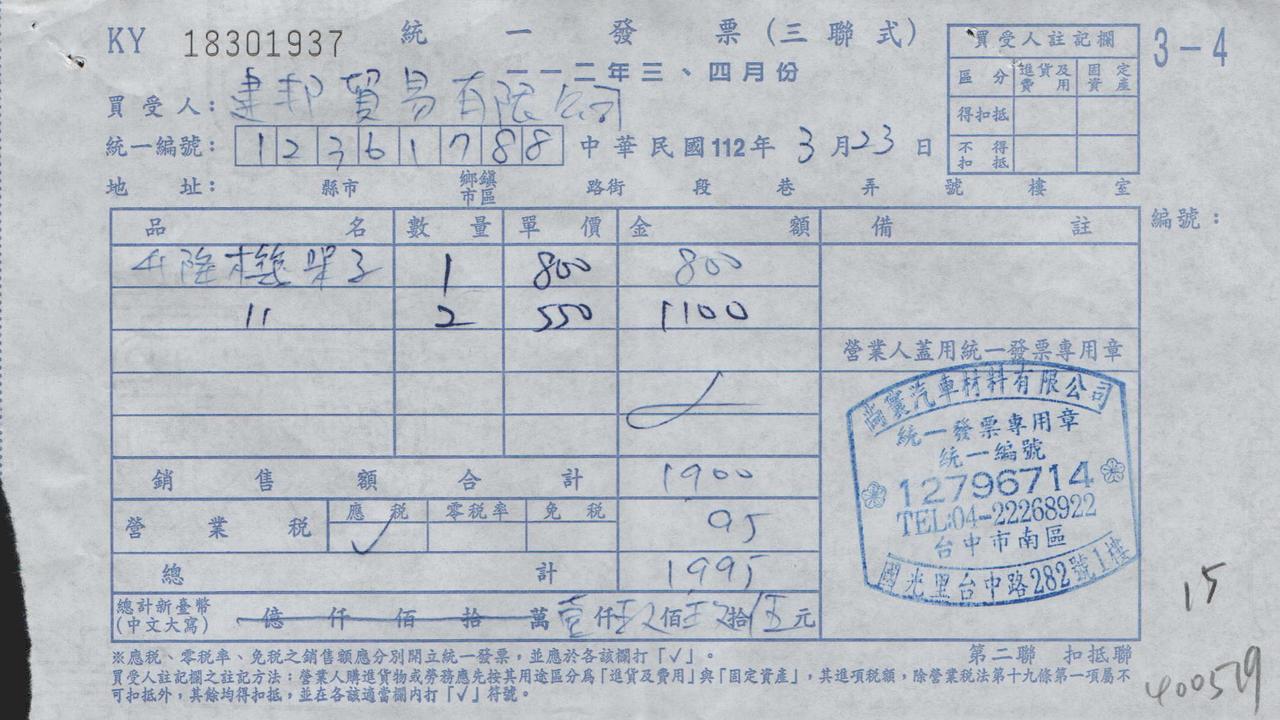 KY 18301937 統一發票(三聯式)
一一二年三、四月份
3-4
買受人註記欄
區分 進貨及費用 固定資產
得扣抵
不得扣抵
買受人: 建邦貿易有限公司
統一編號: 12361788 中華民國112年3月23日
地址: 縣市 鄉鎮市區 路街 段 巷 弄 號 樓 室
品名 數量 單價 金額 備註 編號:
升降機架子 1 800 800
〃 2 550 1100
營業人蓋用統一發票專用章
銷售額合計 1900
營業稅 應稅 ✓ 零稅率 免稅 95
總計 1995
總計新臺幣(中文大寫) 億仟佰拾萬壹仟玖佰玖拾伍元
汽車材料有限公司
統一發票專用章
統一編號
12796714
TEL:04-22268922
台中市南區
國光里台中路282號1樓
15
※應稅、零稅率、免稅之銷售額應分別開立統一發票,並應於各該欄打「✓」。
第二聯 扣抵聯
買受人註記欄之註記方法:營業人購進貨物或勞務應先按其用途區分為「進貨及費用」與「固定資產」,其進項稅額,除營業稅法第十九條第一項屬不
可扣抵外,其餘均得扣抵,並在各該適當欄內打「✓」符號。